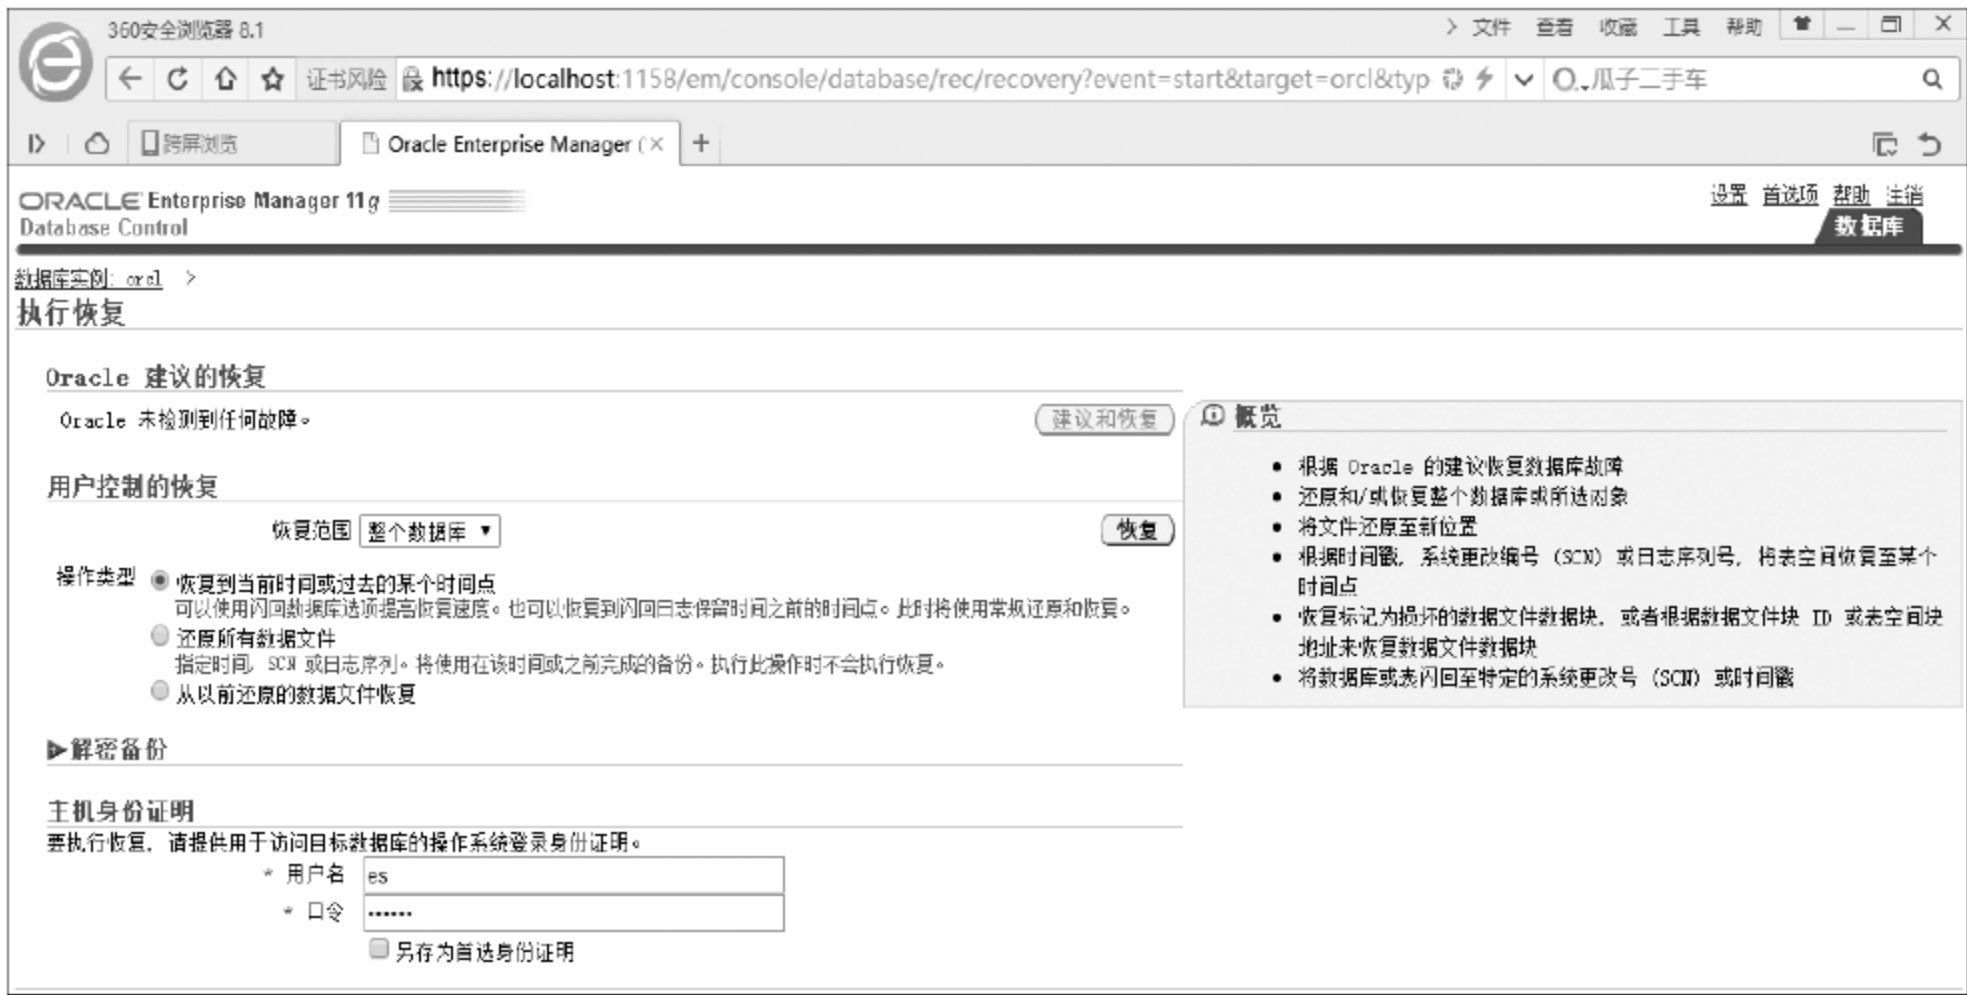 360安全浏览器 8.1
文件 查看 收藏 工具 帮助
证书风险 https://localhost:1158/em/console/database/rec/recovery?event=start&target=orcl&typ
瓜子二手车
跨屏浏览
Oracle Enterprise Manager (
ORACLE Enterprise Manager 11g
Database Control
设置 首选项 帮助 注销
数据库
数据库实例: orcl >
执行恢复
Oracle 建议的恢复
Oracle 未检测到任何故障。
建议和恢复
用户控制的恢复
恢复范围 整个数据库
恢复
操作类型
恢复到当前时间或过去的某个时间点
可以使用闪回数据库选项提高恢复速度。也可以恢复到闪回日志保留时间之前的时间点。此时将使用常规还原和恢复。
还原所有数据文件
指定时间, SCN 或日志序列。将使用在该时间或之前完成的备份。执行此操作时不会执行恢复。
从以前还原的数据文件恢复
解密备份
主机身份证明
要执行恢复, 请提供用于访问目标数据库的操作系统登录身份证明。
* 用户名 es
* 口令 ••••••
另存为首选身份证明
概览
• 根据 Oracle 的建议恢复数据库故障
• 还原和/或恢复整个数据库或所选对象
• 将文件还原至新位置
• 根据时间戳, 系统更改编号 (SCN) 或日志序列号, 将表空间恢复至某个
时间点
• 恢复标记为损坏的数据文件数据块, 或者根据数据文件块 ID 或表空间块
地址来恢复数据文件数据块
• 将数据库或表闪回至特定的系统更改号 (SCN) 或时间戳